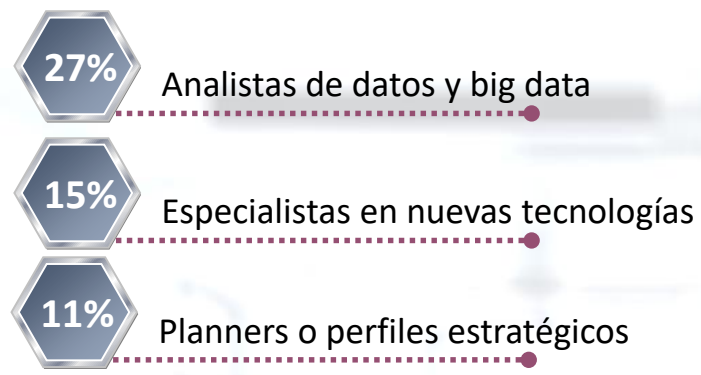 27%
Analistas de datos y big data
15%
Especialistas en nuevas tecnologías
11%
Planners o perfiles estratégicos